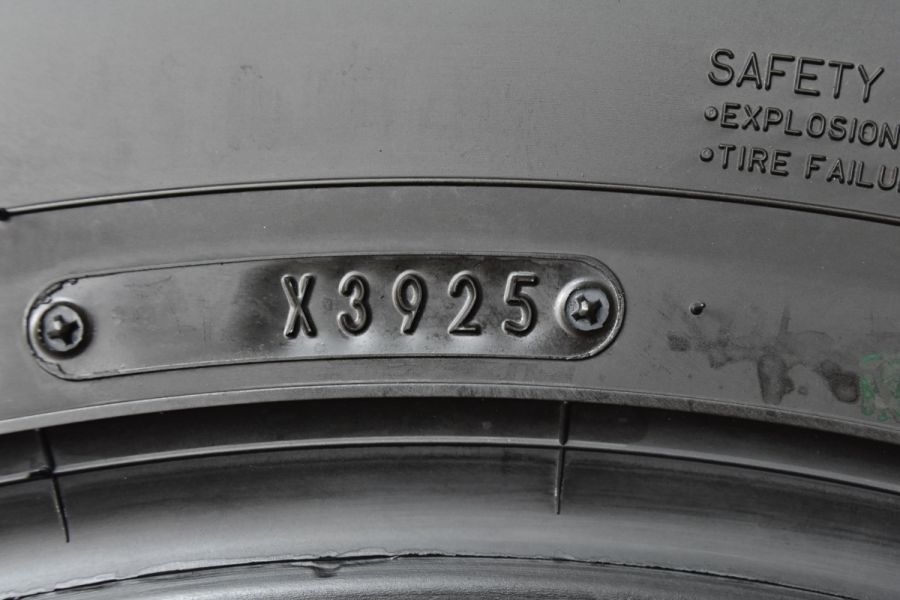 SAFETY
•EXPLOSION
•TIRE FAILU
X3925